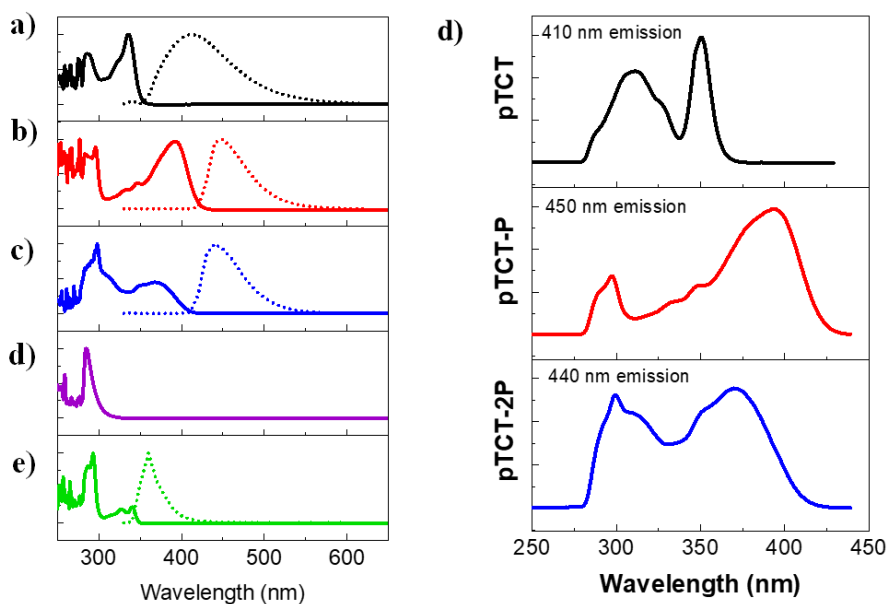 a)
b)
c)
d)
e)
300 400 500 600
Wavelength (nm)
d)
410 nm emission
pTCT
450 nm emission
pTCT-P
440 nm emission
pTCT-2P
250 300 350 400 450
Wavelength (nm)